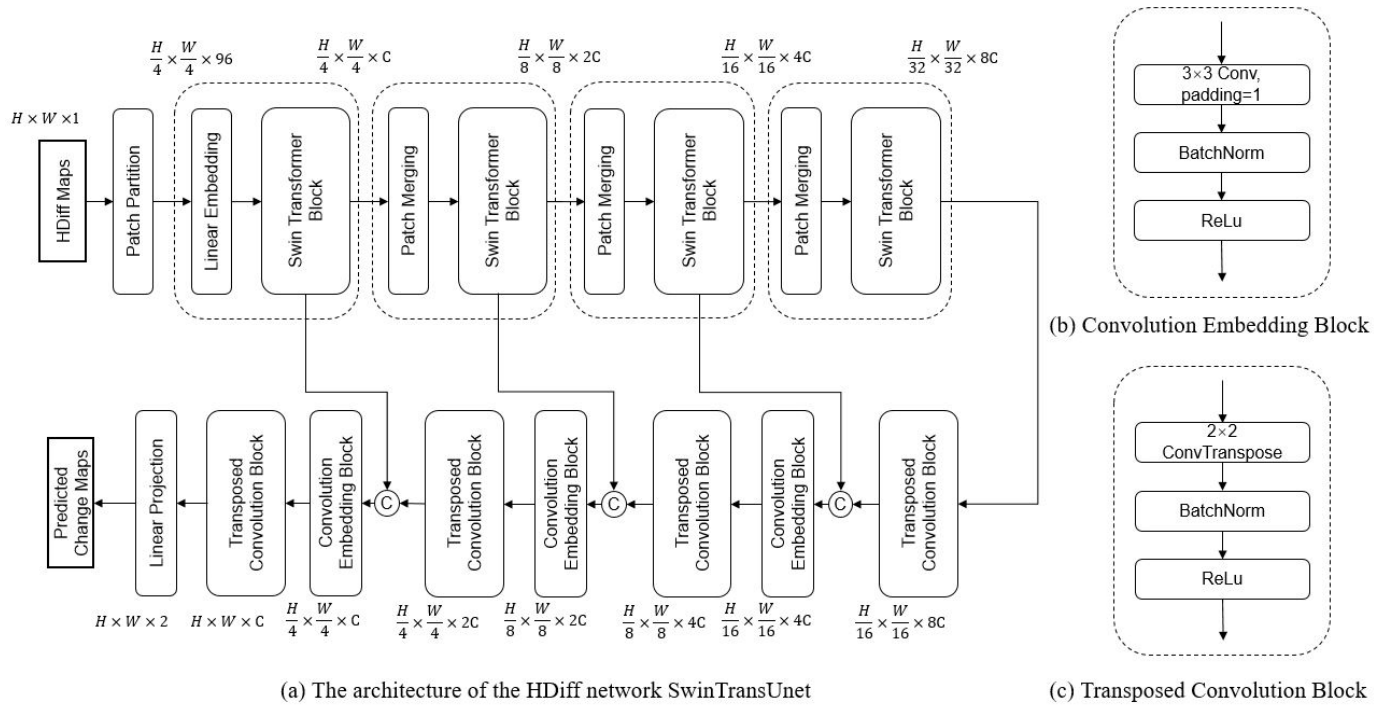 H/4 × W/4 × 96
H/4 × W/4 × C
H/8 × W/8 × 2C
H/16 × W/16 × 4C
H/32 × W/32 × 8C
H × W ×1
HDiff Maps
Patch Partition
Linear Embedding
Swin Transformer
Block
Patch Merging
Swin Transformer
Block
Patch Merging
Swin Transformer
Block
Patch Merging
Swin Transformer
Block
Predicted
Change Maps
Linear Projection
Transposed
Convolution Block
Convolution
Embedding Block
C
Transposed
Convolution Block
Convolution
Embedding Block
C
Transposed
Convolution Block
Convolution
Embedding Block
C
Transposed
Convolution Block
H × W × 2
H × W × C
H/4 × W/4 × C
H/4 × W/4 × 2C
H/8 × W/8 × 2C
H/8 × W/8 × 4C
H/16 × W/16 × 4C
H/16 × W/16 × 8C
(a) The architecture of the HDiff network SwinTransUnet
3×3 Conv,
padding=1
BatchNorm
ReLu
(b) Convolution Embedding Block
2×2
ConvTranspose
BatchNorm
ReLu
(c) Transposed Convolution Block